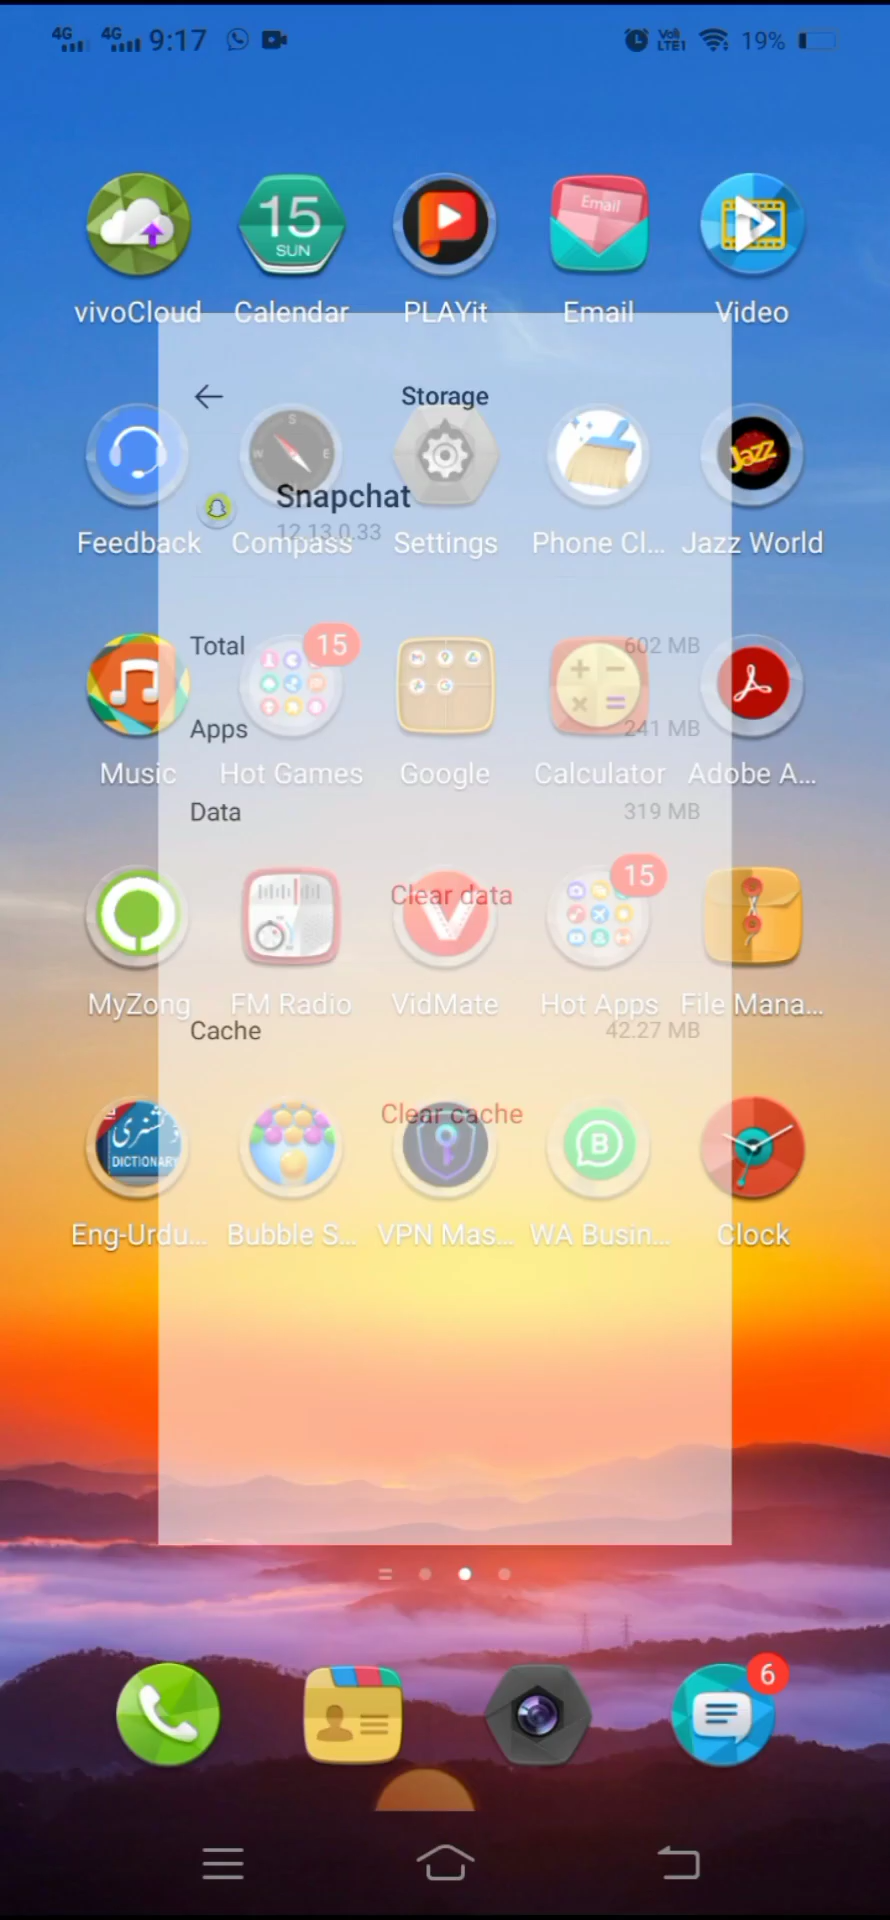 4G 4G 9:17 VoLTE1 19%
15
SUN
Email
vivoCloud Calendar PLAYit Email Video
Storage
S
W E
Jazz
Snapchat
12.13.0.33
Feedback Compass Settings Phone Cl... Jazz World
Total 15 602 MB
Apps 241 MB
Music Hot Games Google Calculator Adobe A...
Data 319 MB
15
Clear data
MyZong FM Radio VidMate Hot Apps File Mana...
Cache 42.27 MB
Clear cache
B
DICTIONARY
Eng-Urdu... Bubble S... VPN Mas... WA Busin... Clock
6